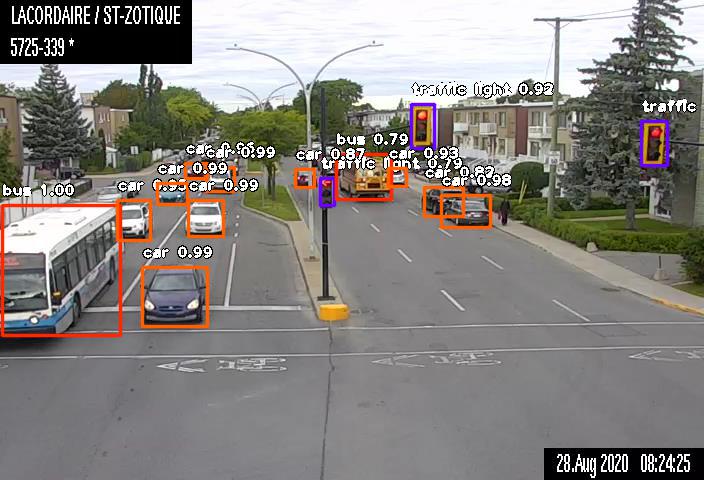 LACORDAIRE / ST-ZOTIQUE
5725-339 *
traffic light 0.92
traffic
bus 0.79
car 0.99
car 0.87
car 0.93
car 0.99
bus 1.00
car 0.99
car 0.98
car 0.99
28.Aug 2020 08:24:25